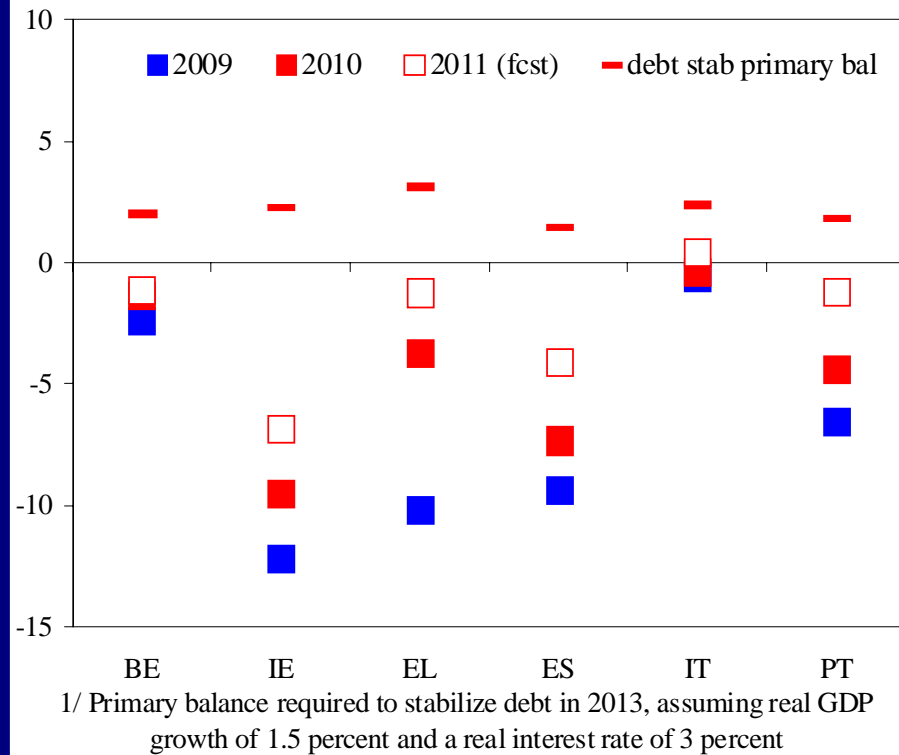 10
2009 2010 2011 (fcst) debt stab primary bal
5
0
-5
-10
-15
BE IE EL ES IT PT
1/ Primary balance required to stabilize debt in 2013, assuming real GDP
growth of 1.5 percent and a real interest rate of 3 percent